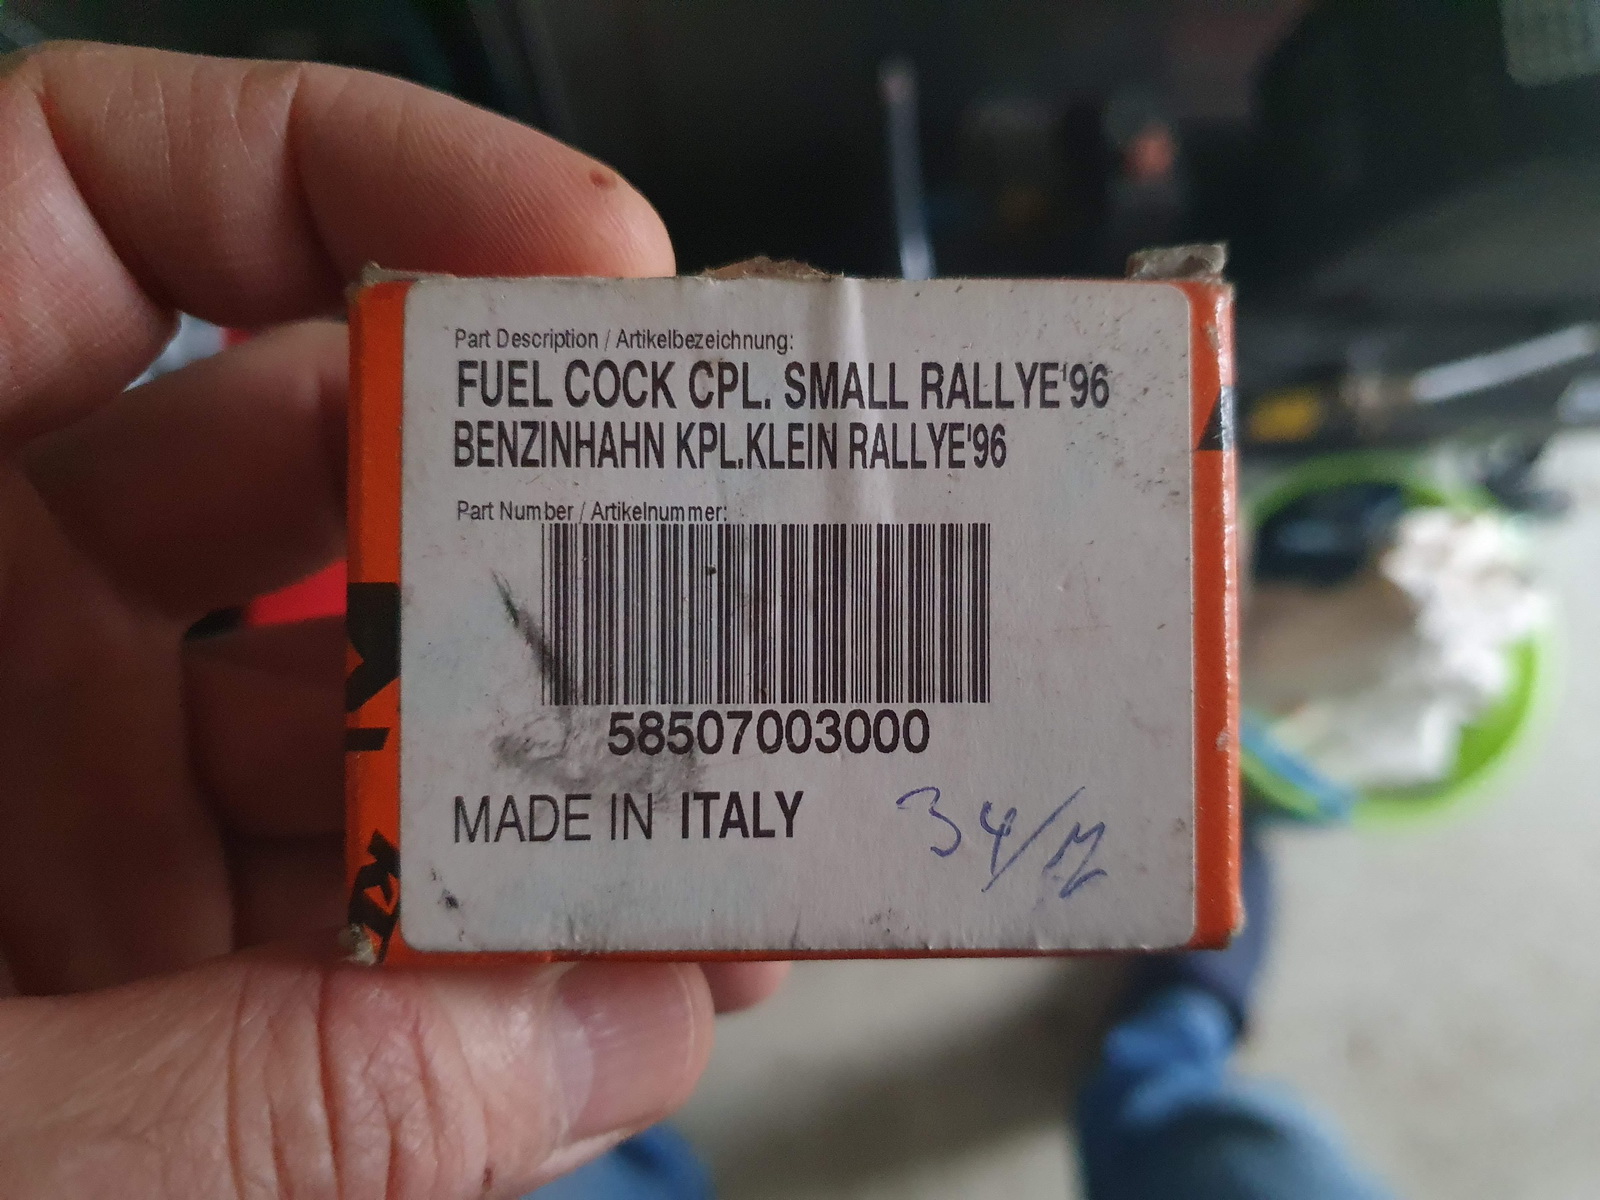 Part Description / Artikelbezeichnung:
FUEL COCK CPL. SMALL RALLYE'96
BENZINHAHN KPL.KLEIN RALLYE'96
Part Number / Artikelnummer:
58507003000
MADE IN ITALY
34/